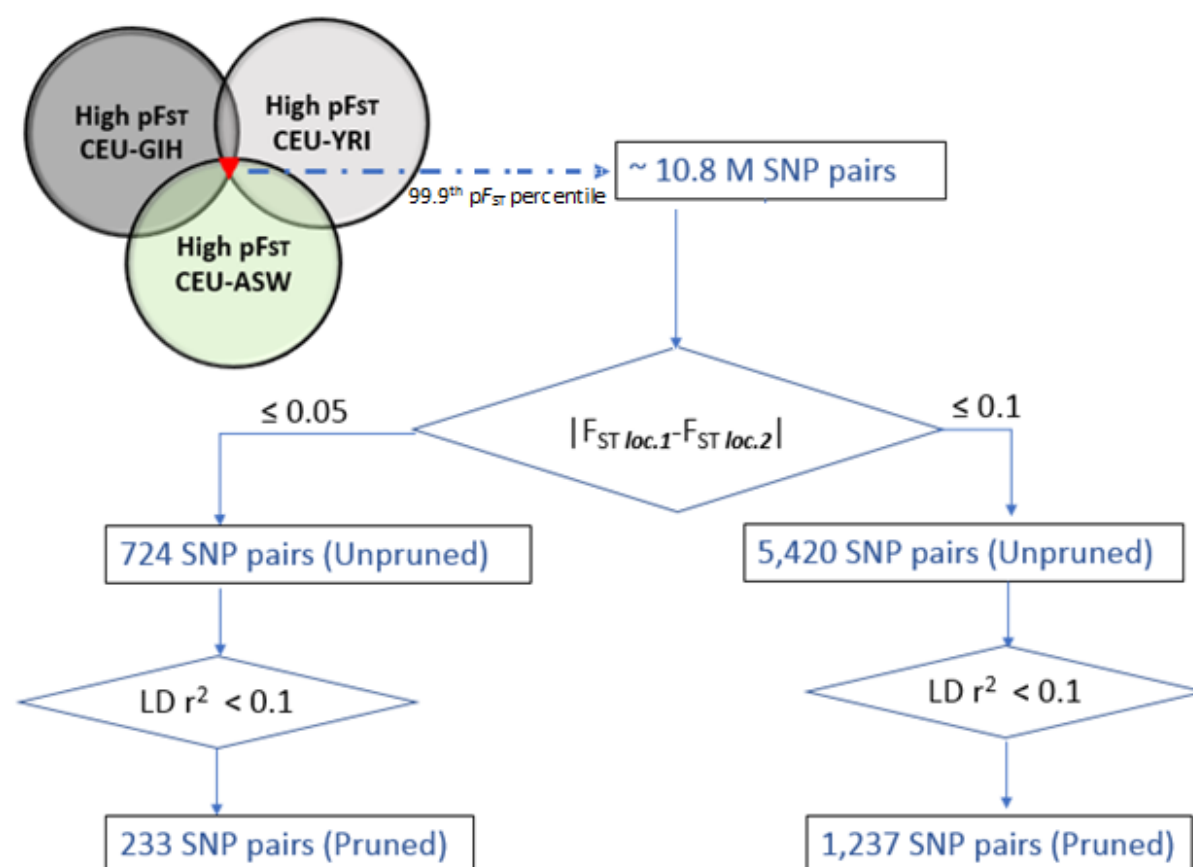 High pFST
CEU-GIH
High pFST
CEU-YRI
High pFST
CEU-ASW
99.9th pFST percentile
~ 10.8 M SNP pairs
|FST loc.1-FST loc.2|
≤ 0.05
≤ 0.1
724 SNP pairs (Unpruned)
5,420 SNP pairs (Unpruned)
LD r² < 0.1
LD r² < 0.1
233 SNP pairs (Pruned)
1,237 SNP pairs (Pruned)